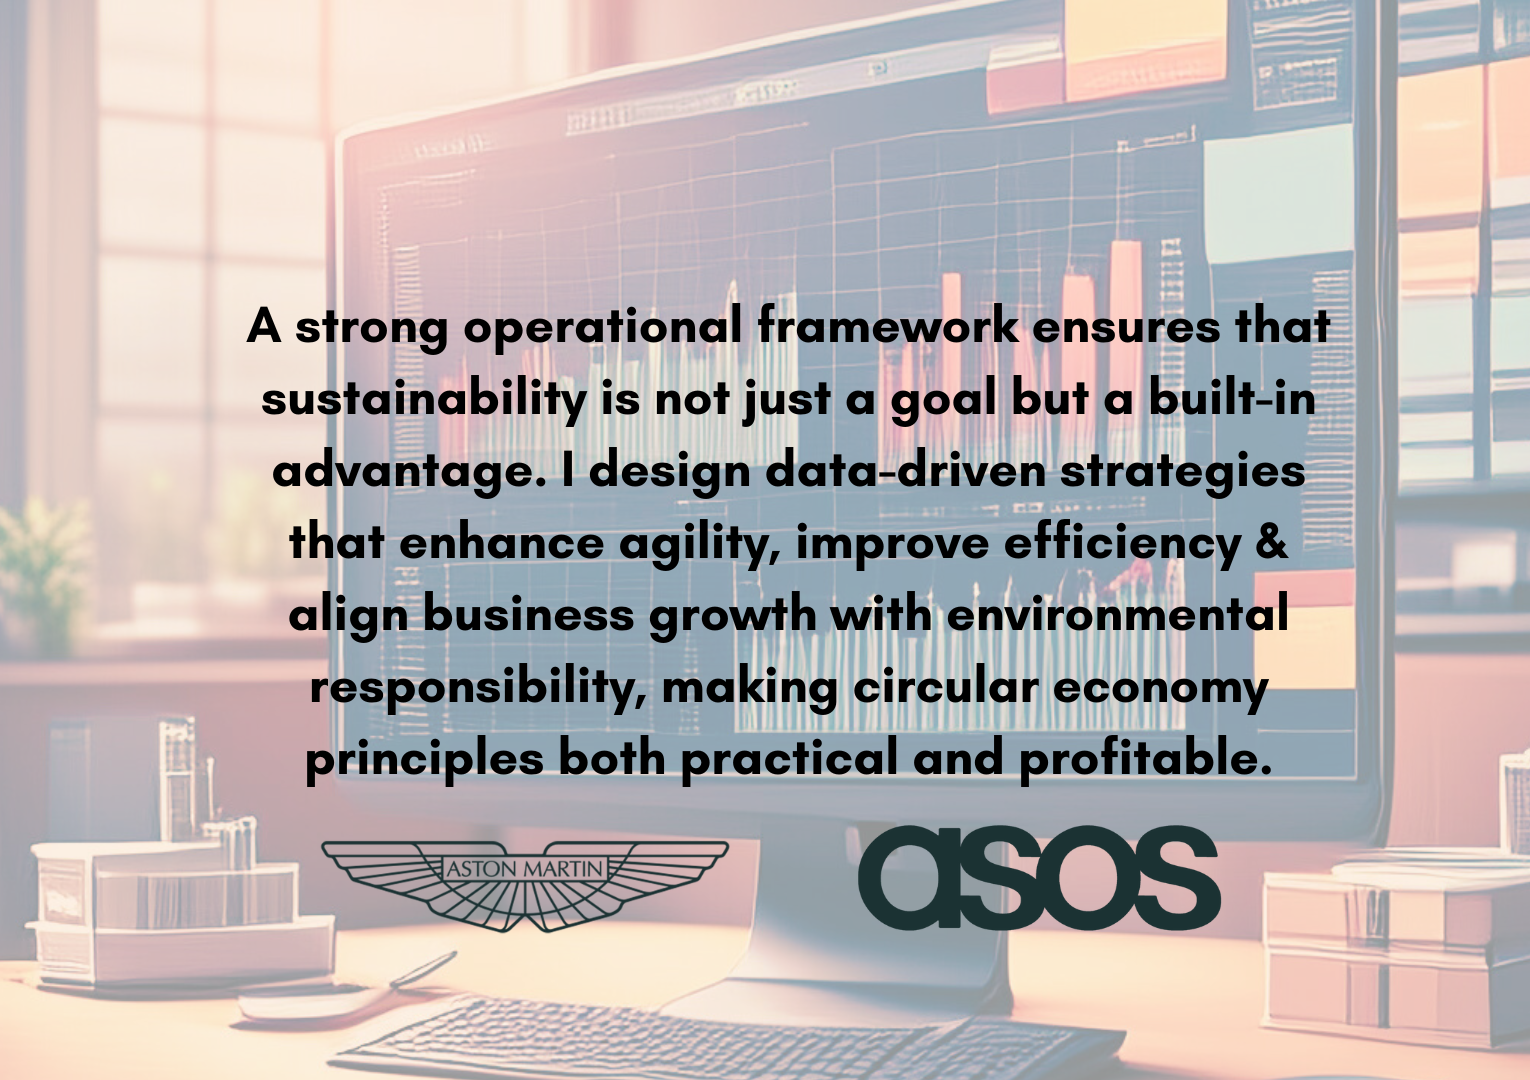 A strong operational framework ensures that
sustainability is not just a goal but a built-in
advantage. I design data-driven strategies
that enhance agility, improve efficiency &
align business growth with environmental
responsibility, making circular economy
principles both practical and profitable.
ASTON MARTIN
asos